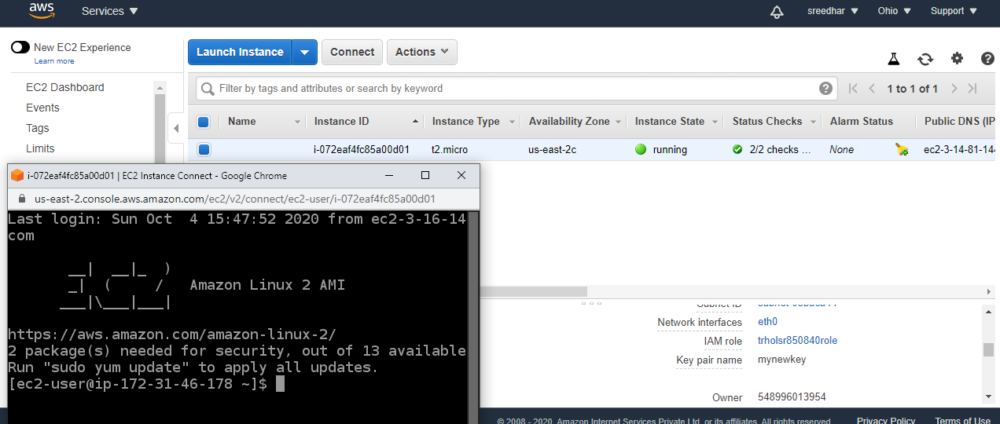 aws Services sreedhar Ohio Support
New EC2 Experience
Learn more
Launch Instance Connect Actions
EC2 Dashboard
Events
Tags
Limits
Filter by tags and attributes or search by keyword
1 to 1 of 1
Name Instance ID Instance Type Availability Zone Instance State Status Checks Alarm Status Public DNS (IP
i-072eaf4fc85a00d01 t2.micro us-east-2c running 2/2 checks ... None ec2-3-14-81-14
i-072eaf4fc85a00d01 | EC2 Instance Connect - Google Chrome
us-east-2.console.aws.amazon.com/ec2/v2/connect/ec2-user/i-072eaf4fc85a00d01
Last login: Sun Oct  4 15:47:52 2020 from ec2-3-16-14
com
       __|  __|_  )
       _|  (     /   Amazon Linux 2 AMI
      ___|\___|___|
https://aws.amazon.com/amazon-linux-2/
2 package(s) needed for security, out of 13 available
Run "sudo yum update" to apply all updates.
[ec2-user@ip-172-31-46-178 ~]$
Subnet ID
Network interfaces eth0
IAM role trholsr850840role
Key pair name mynewkey
Owner 548996013954
© 2008 - 2020, Amazon Internet Services Private Ltd. or its affiliates. All rights reserved. Privacy Policy Terms of Use